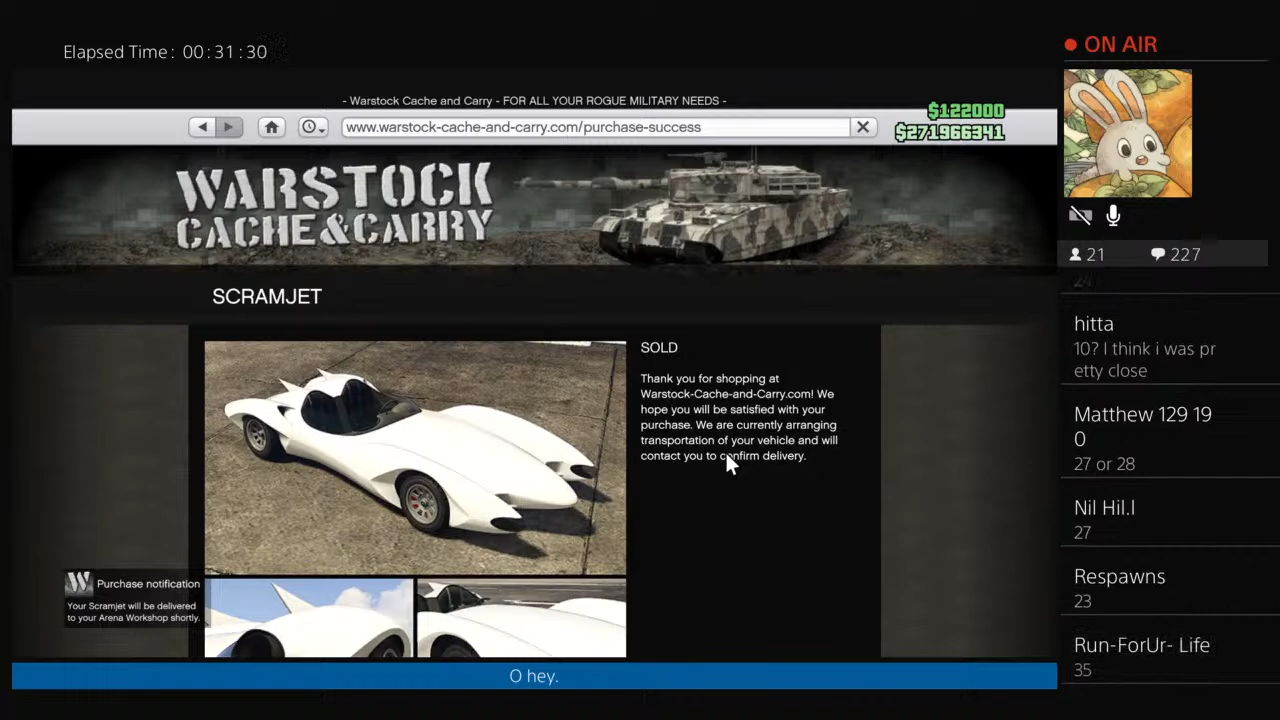 Elapsed Time: 00:31:30
ON AIR
- Warstock Cache and Carry - FOR ALL YOUR ROGUE MILITARY NEEDS -
www.warstock-cache-and-carry.com/purchase-success
$122000
$271966341
WARSTOCK
CACHE&CARRY
21
227
SCRAMJET
SOLD
Thank you for shopping at
Warstock-Cache-and-Carry.com! We
hope you will be satisfied with your
purchase. We are currently arranging
transportation of your vehicle and will
contact you to confirm delivery.
W Purchase notification
Your Scramjet will be delivered
to your Arena Workshop shortly.
O hey.
24
hitta
10? I think i was pr
etty close
Matthew 129 19
0
27 or 28
Nil Hil.l
27
Respawns
23
Run-ForUr- Life
35